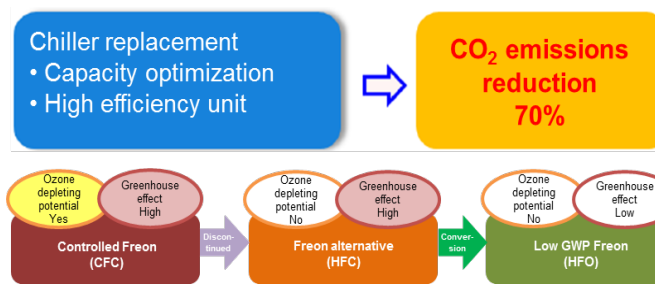 Chiller replacement
• Capacity optimization
• High efficiency unit
CO₂ emissions
reduction
70%
Ozone
depleting
potential
Yes
Greenhouse
effect
High
Controlled Freon
(CFC)
Discon-
tinued
Ozone
depleting
potential
No
Greenhouse
effect
High
Freon alternative
(HFC)
Conver-
sion
Ozone
depleting
potential
No
Greenhouse
effect
Low
Low GWP Freon
(HFO)